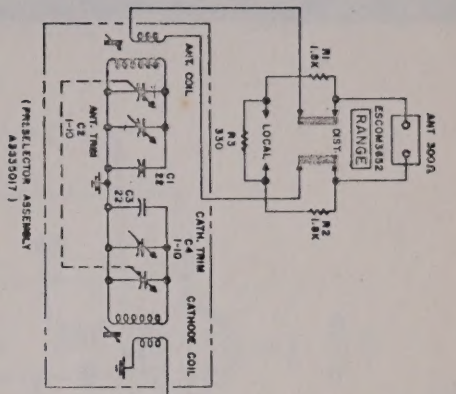 ANT 300Ω
ESCOM3652
RANGE
R1
1.8K
DIST.
R2
1.8K
LOCAL
R3
330
ANT. COIL
ANT. TRIM
C2
1-10
C1
22
C3
22
CATH. TRIM
C4
1-10
CATHODE COIL
(PRESELECTOR ASSEMBLY
A3335017)